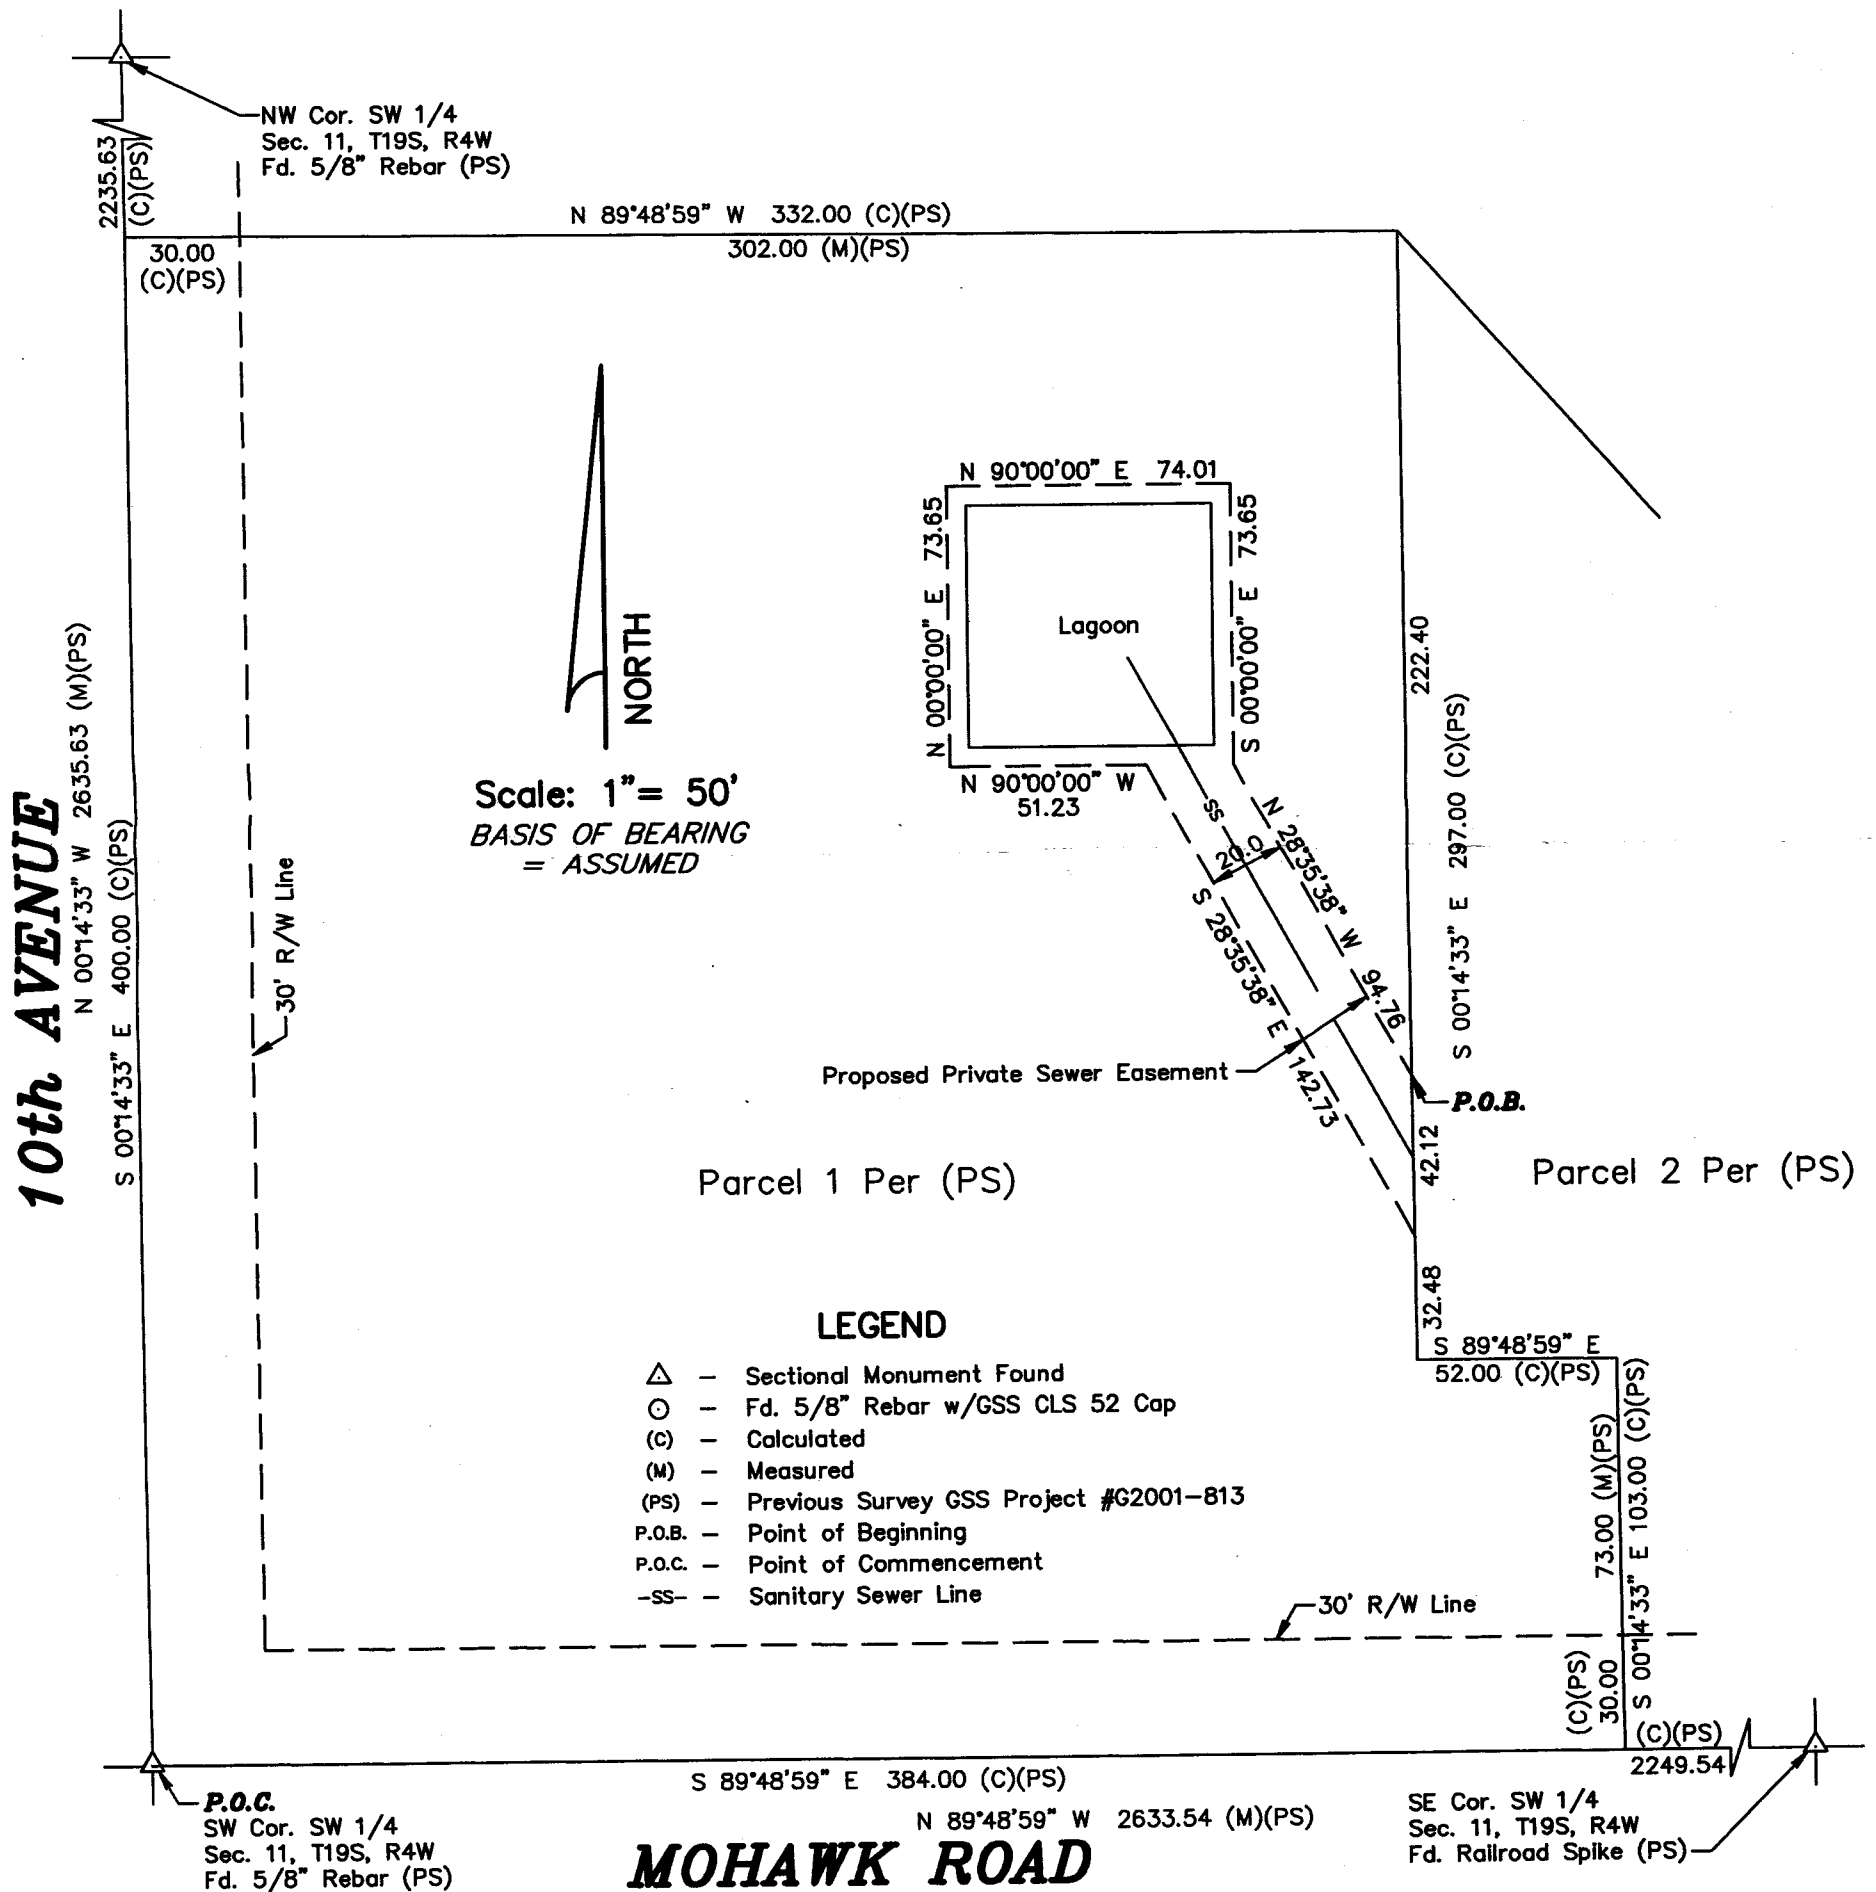 NW Cor. SW 1/4
Sec. 11, T19S, R4W
Fd. 5/8" Rebar (PS)
2235.63
(C)(PS)
N 89°48'59" W 332.00 (C)(PS)
302.00 (M)(PS)
30.00
(C)(PS)
N 90°00'00" E 74.01
N 00°00'00" E 73.65
S 00°00'00" E 73.65
Lagoon
N 90°00'00" W
51.23
NORTH
Scale: 1"= 50'
BASIS OF BEARING
= ASSUMED
10th AVENUE
N 00°14'33" W 2635.63 (M)(PS)
S 00°14'33" E 400.00 (C)(PS)
30' R/W Line
SS
20.0
N 28°35'38" W 94.76
S 28°35'38" E 142.73
222.40
S 00°14'33" E 297.00 (C)(PS)
Proposed Private Sewer Easement
P.O.B.
42.12
Parcel 1 Per (PS)
Parcel 2 Per (PS)
32.48
S 89°48'59" E
52.00 (C)(PS)
LEGEND
– Sectional Monument Found
– Fd. 5/8" Rebar w/GSS CLS 52 Cap
(C) – Calculated
(M) – Measured
(PS) – Previous Survey GSS Project #G2001-813
P.O.B. – Point of Beginning
P.O.C. – Point of Commencement
-SS- – Sanitary Sewer Line
73.00 (M)(PS)
S 00°14'33" E 103.00 (C)(PS)
30' R/W Line
(C)(PS)
30.00
(C)(PS)
2249.54
S 89°48'59" E 384.00 (C)(PS)
N 89°48'59" W 2633.54 (M)(PS)
P.O.C.
SW Cor. SW 1/4
Sec. 11, T19S, R4W
Fd. 5/8" Rebar (PS)
MOHAWK ROAD
SE Cor. SW 1/4
Sec. 11, T19S, R4W
Fd. Railroad Spike (PS)